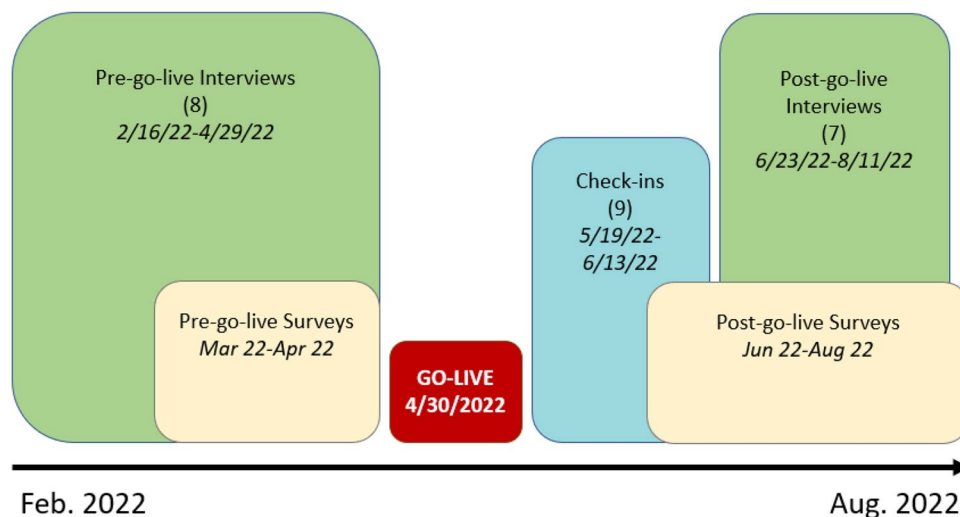 Pre-go-live Interviews
(8)
2/16/22-4/29/22
Pre-go-live Surveys
Mar 22-Apr 22
GO-LIVE
4/30/2022
Check-ins
(9)
5/19/22-
6/13/22
Post-go-live
Interviews
(7)
6/23/22-8/11/22
Post-go-live Surveys
Jun 22-Aug 22
Feb. 2022
Aug. 2022